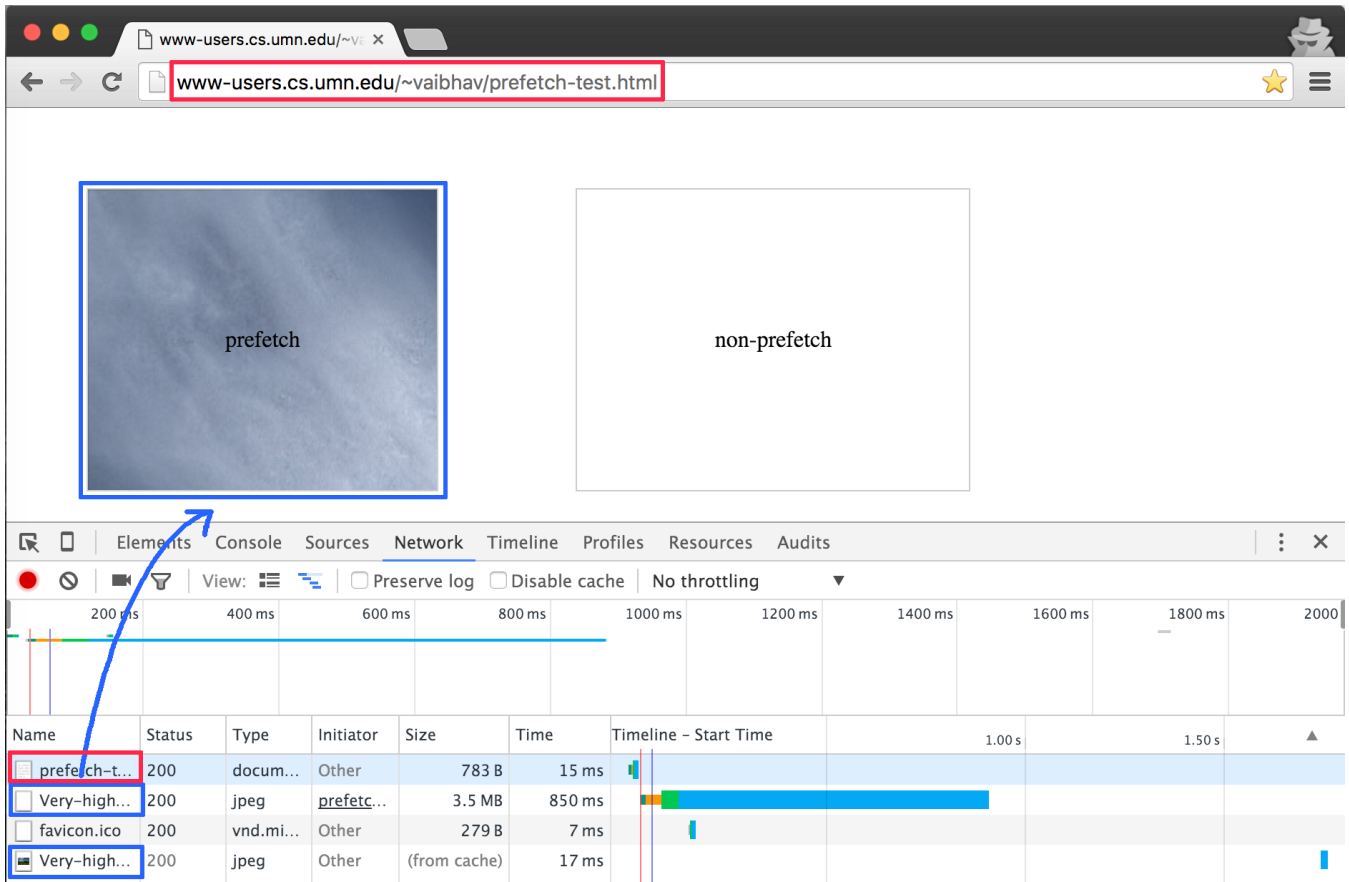 www-users.cs.umn.edu/~va
www-users.cs.umn.edu/~vaibhav/prefetch-test.html
prefetch non-prefetch
Elements Console Sources Network Timeline Profiles Resources Audits
View: Preserve log Disable cache No throttling
200 ms 400 ms 600 ms 800 ms 1000 ms 1200 ms 1400 ms 1600 ms 1800 ms 2000
Name Status Type Initiator Size Time Timeline – Start Time 1.00 s 1.50 s
prefetch-t... 200 docum... Other 783 B 15 ms
Very-high... 200 jpeg prefetc... 3.5 MB 850 ms
favicon.ico 200 vnd.mi... Other 279 B 7 ms
Very-high... 200 jpeg Other (from cache) 17 ms